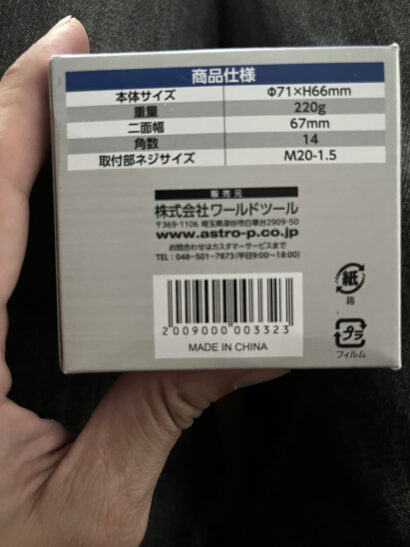 商品仕様
本体サイズ Φ71×H66mm
重量 220g
二面幅 67mm
角数 14
取付部ネジサイズ M20-1.5
販売元
株式会社ワールドツール
〒369-1106 埼玉県深谷市白草台2909-50
www.astro-p.co.jp
お問合わせはカスタマーサービスまで
TEL:048-501-7873(平日9:00~18:00)
紙
箱
2009000003323
プラ
MADE IN CHINA
フィルム